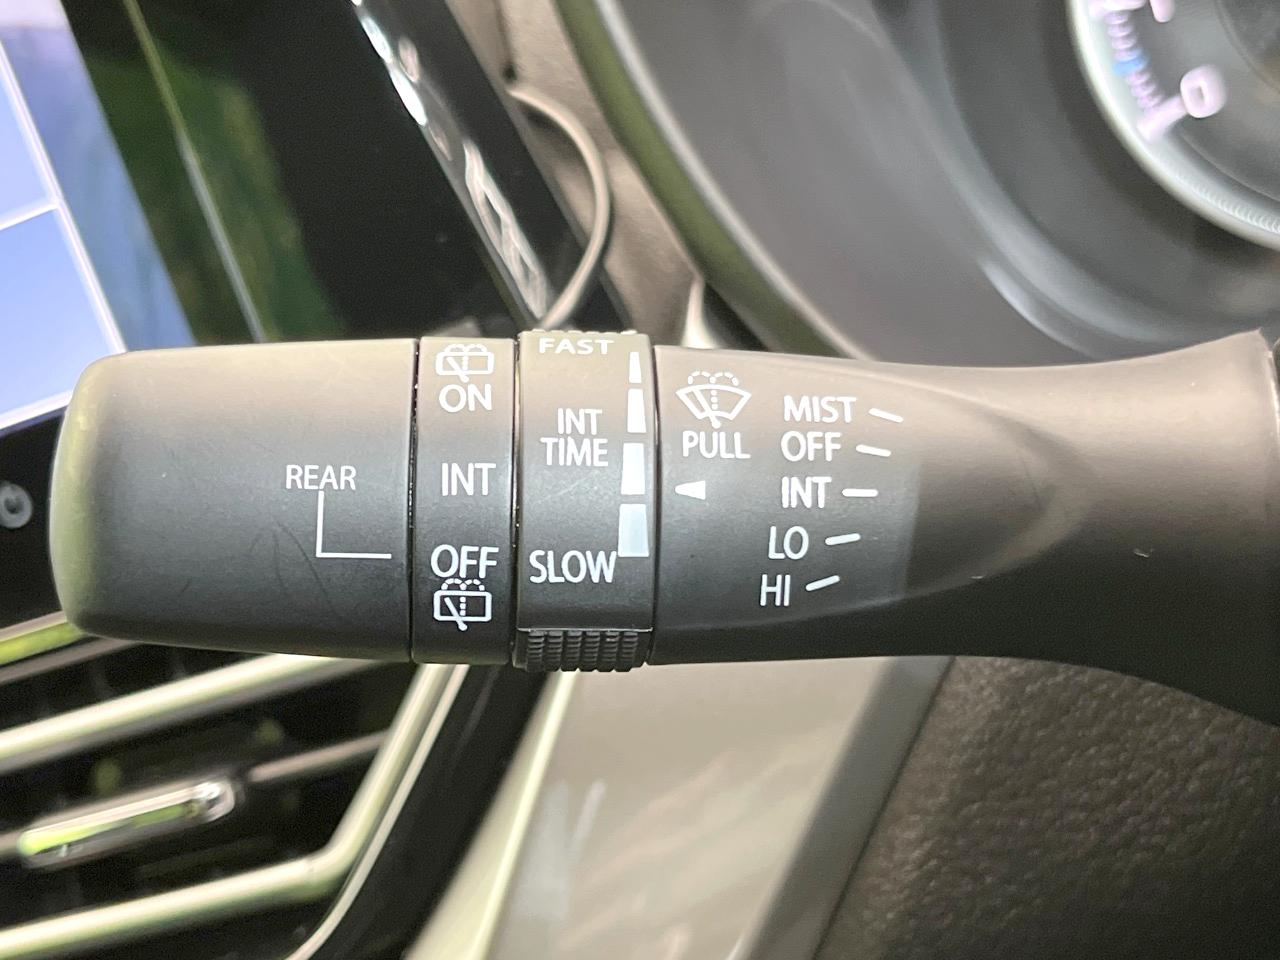 REAR
ON
INT
OFF
FAST
INT
TIME
SLOW
PULL
MIST
OFF
INT
LO
HI